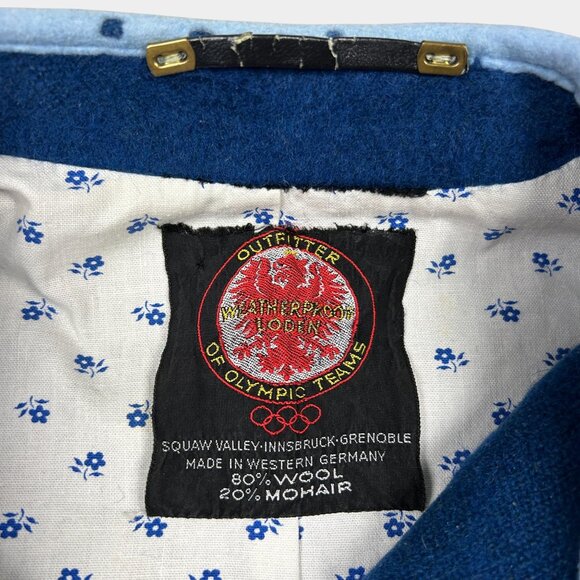 OUTFITTER
WEATHERPROOF
LODEN
OF OLYMPIC TEAMS
SQUAW VALLEY·INNSBRUCK·GRENOBLE
MADE IN WESTERN GERMANY
80% WOOL
20% MOHAIR